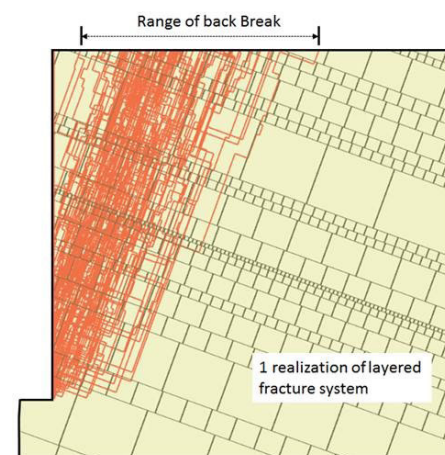 Range of back Break
1 realization of layered
fracture system